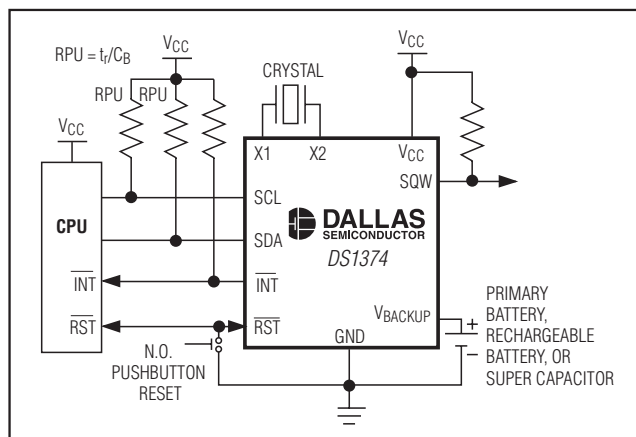 RPU = tr/CB
VCC
VCC
CRYSTAL
RPU
RPU
VCC
X1
X2
VCC
SCL
SQW
CPU
DALLAS
SEMICONDUCTOR
SDA
DS1374
INT
INT
VBACKUP
PRIMARY
BATTERY,
RECHARGEABLE
BATTERY, OR
SUPER CAPACITOR
+
−
RST
RST
GND
N.O.
PUSHBUTTON
RESET